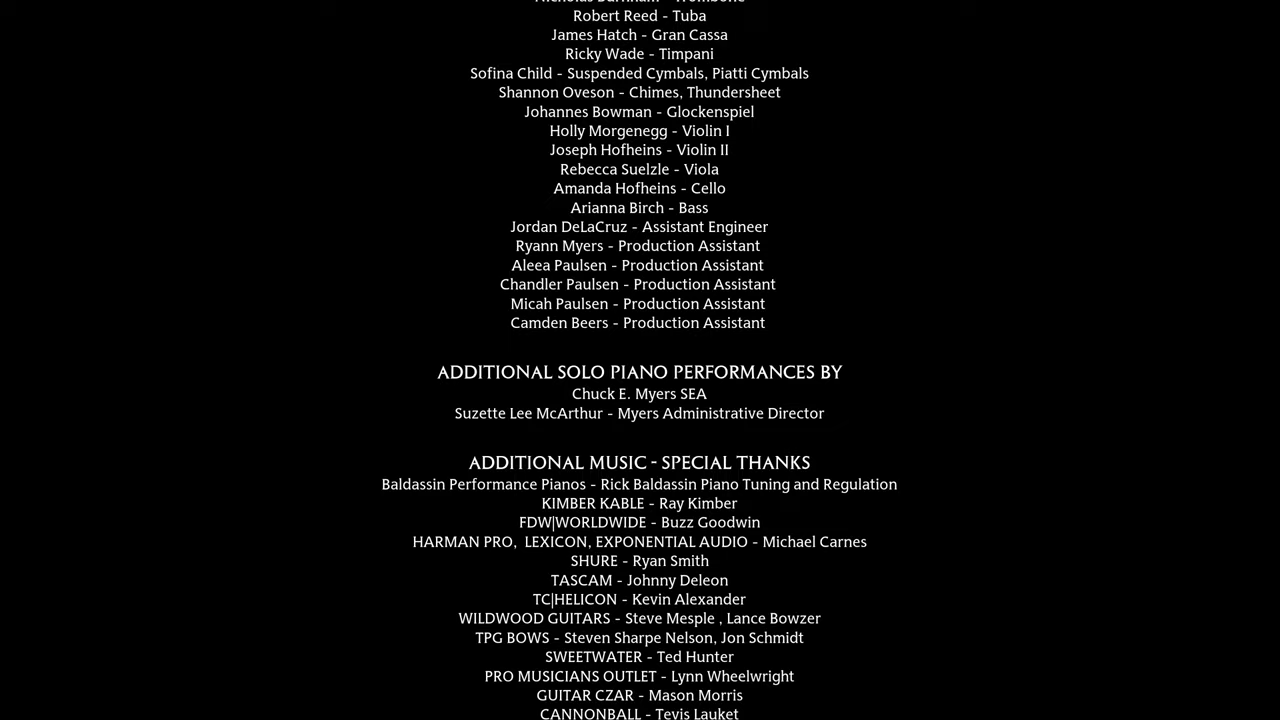 Robert Reed - Tuba
James Hatch - Gran Cassa
Ricky Wade - Timpani
Sofina Child - Suspended Cymbals, Piatti Cymbals
Shannon Oveson - Chimes, Thundersheet
Johannes Bowman - Glockenspiel
Holly Morgenegg - Violin I
Joseph Hofheins - Violin II
Rebecca Suelzle - Viola
Amanda Hofheins - Cello
Arianna Birch - Bass
Jordan DeLaCruz - Assistant Engineer
Ryann Myers - Production Assistant
Aleea Paulsen - Production Assistant
Chandler Paulsen - Production Assistant
Micah Paulsen - Production Assistant
Camden Beers - Production Assistant
ADDITIONAL SOLO PIANO PERFORMANCES BY
Chuck E. Myers SEA
Suzette Lee McArthur - Myers Administrative Director
ADDITIONAL MUSIC - SPECIAL THANKS
Baldassin Performance Pianos - Rick Baldassin Piano Tuning and Regulation
KIMBER KABLE - Ray Kimber
FDW|WORLDWIDE - Buzz Goodwin
HARMAN PRO,  LEXICON, EXPONENTIAL AUDIO - Michael Carnes
SHURE - Ryan Smith
TASCAM - Johnny Deleon
TC|HELICON - Kevin Alexander
WILDWOOD GUITARS - Steve Mesple , Lance Bowzer
TPG BOWS - Steven Sharpe Nelson, Jon Schmidt
SWEETWATER - Ted Hunter
PRO MUSICIANS OUTLET - Lynn Wheelwright
GUITAR CZAR - Mason Morris
CANNONBALL - Tevis Lauket